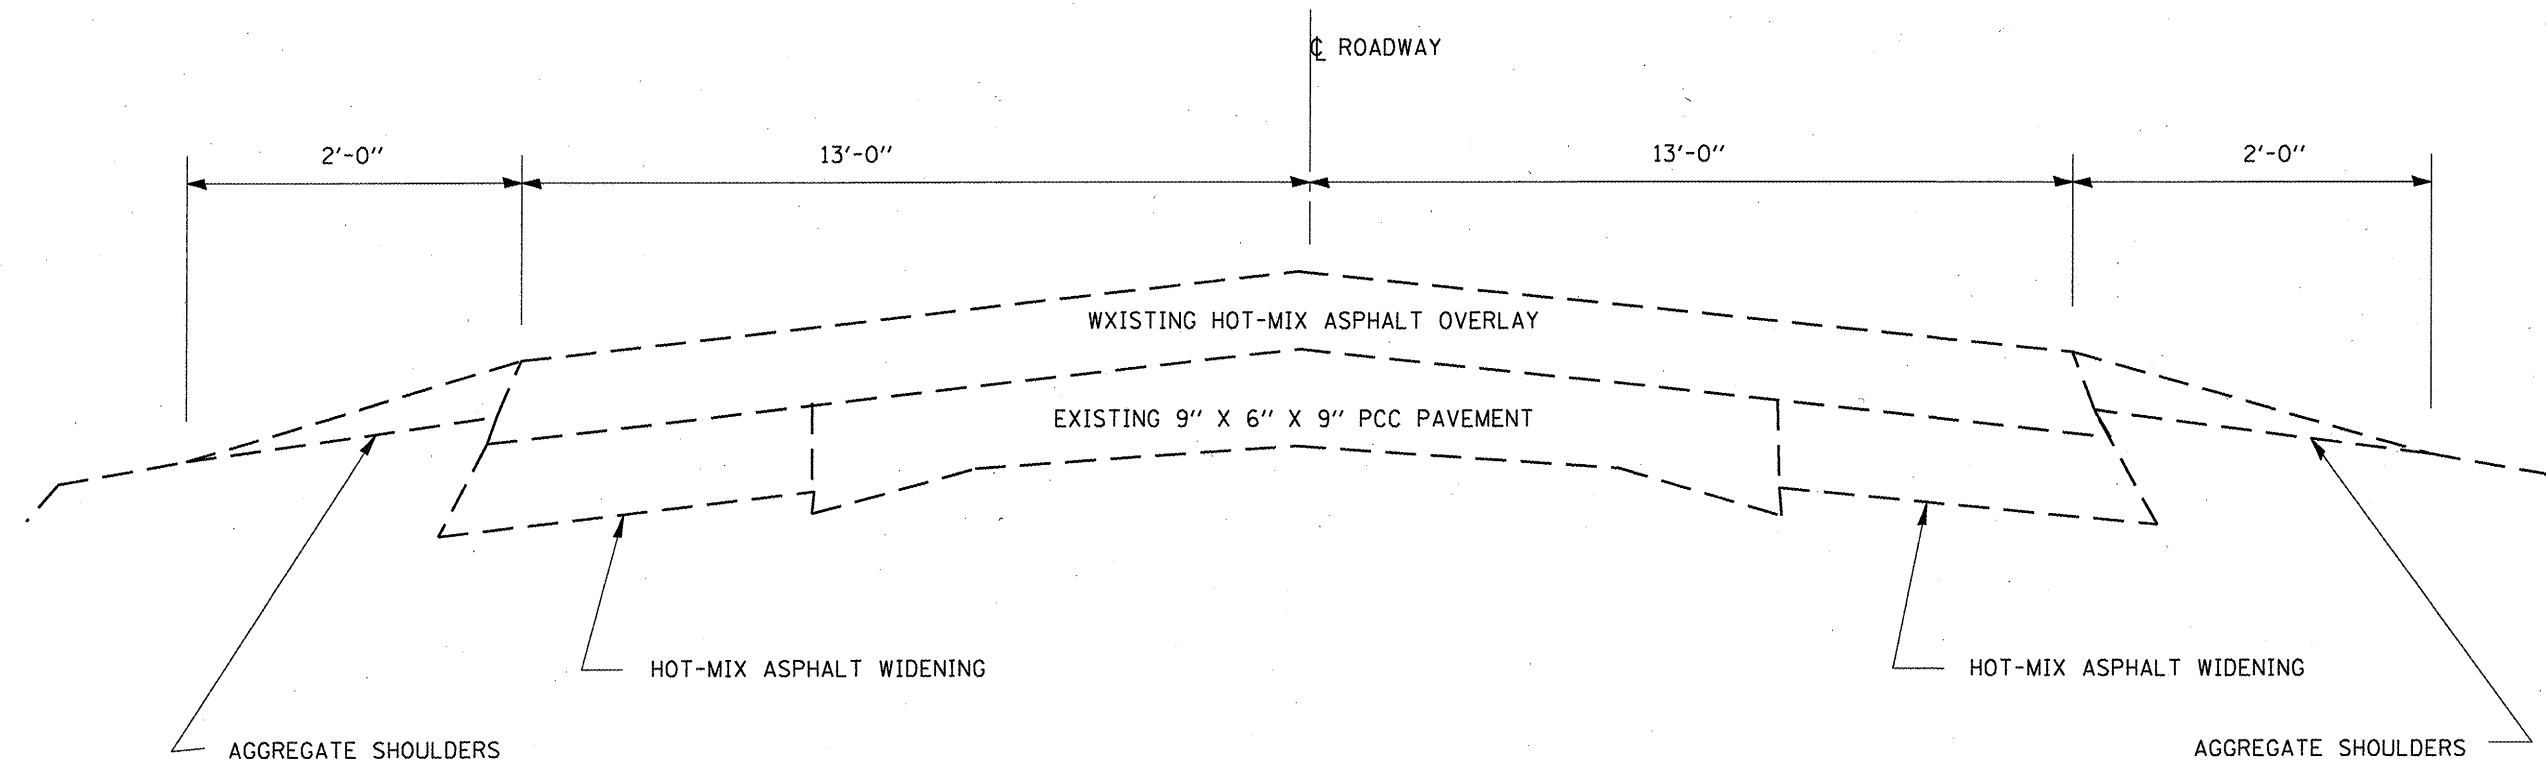 ℄ ROADWAY
2'-0" 13'-0" 13'-0" 2'-0"
WXISTING HOT-MIX ASPHALT OVERLAY
EXISTING 9" X 6" X 9" PCC PAVEMENT
HOT-MIX ASPHALT WIDENING HOT-MIX ASPHALT WIDENING
AGGREGATE SHOULDERS AGGREGATE SHOULDERS